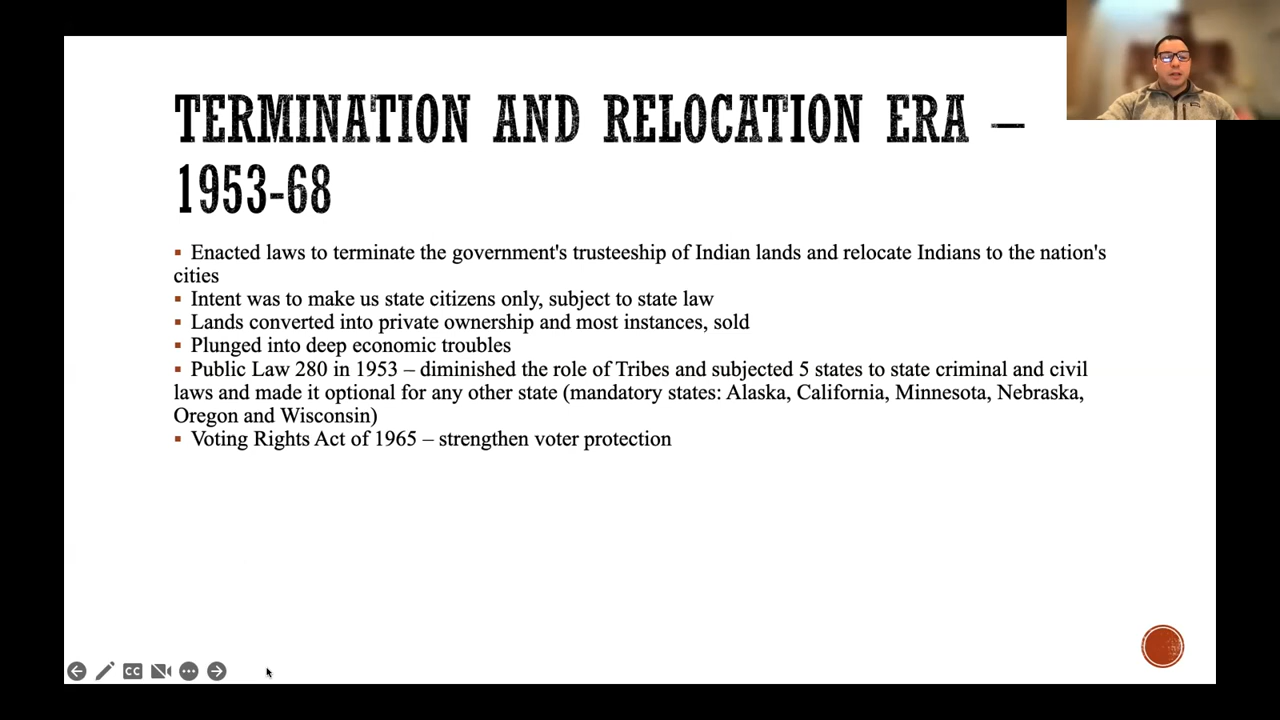 TERMINATION AND RELOCATION ERA –
1953-68
▪ Enacted laws to terminate the government's trusteeship of Indian lands and relocate Indians to the nation's
cities
▪ Intent was to make us state citizens only, subject to state law
▪ Lands converted into private ownership and most instances, sold
▪ Plunged into deep economic troubles
▪ Public Law 280 in 1953 – diminished the role of Tribes and subjected 5 states to state criminal and civil
laws and made it optional for any other state (mandatory states: Alaska, California, Minnesota, Nebraska,
Oregon and Wisconsin)
▪ Voting Rights Act of 1965 – strengthen voter protection
CC